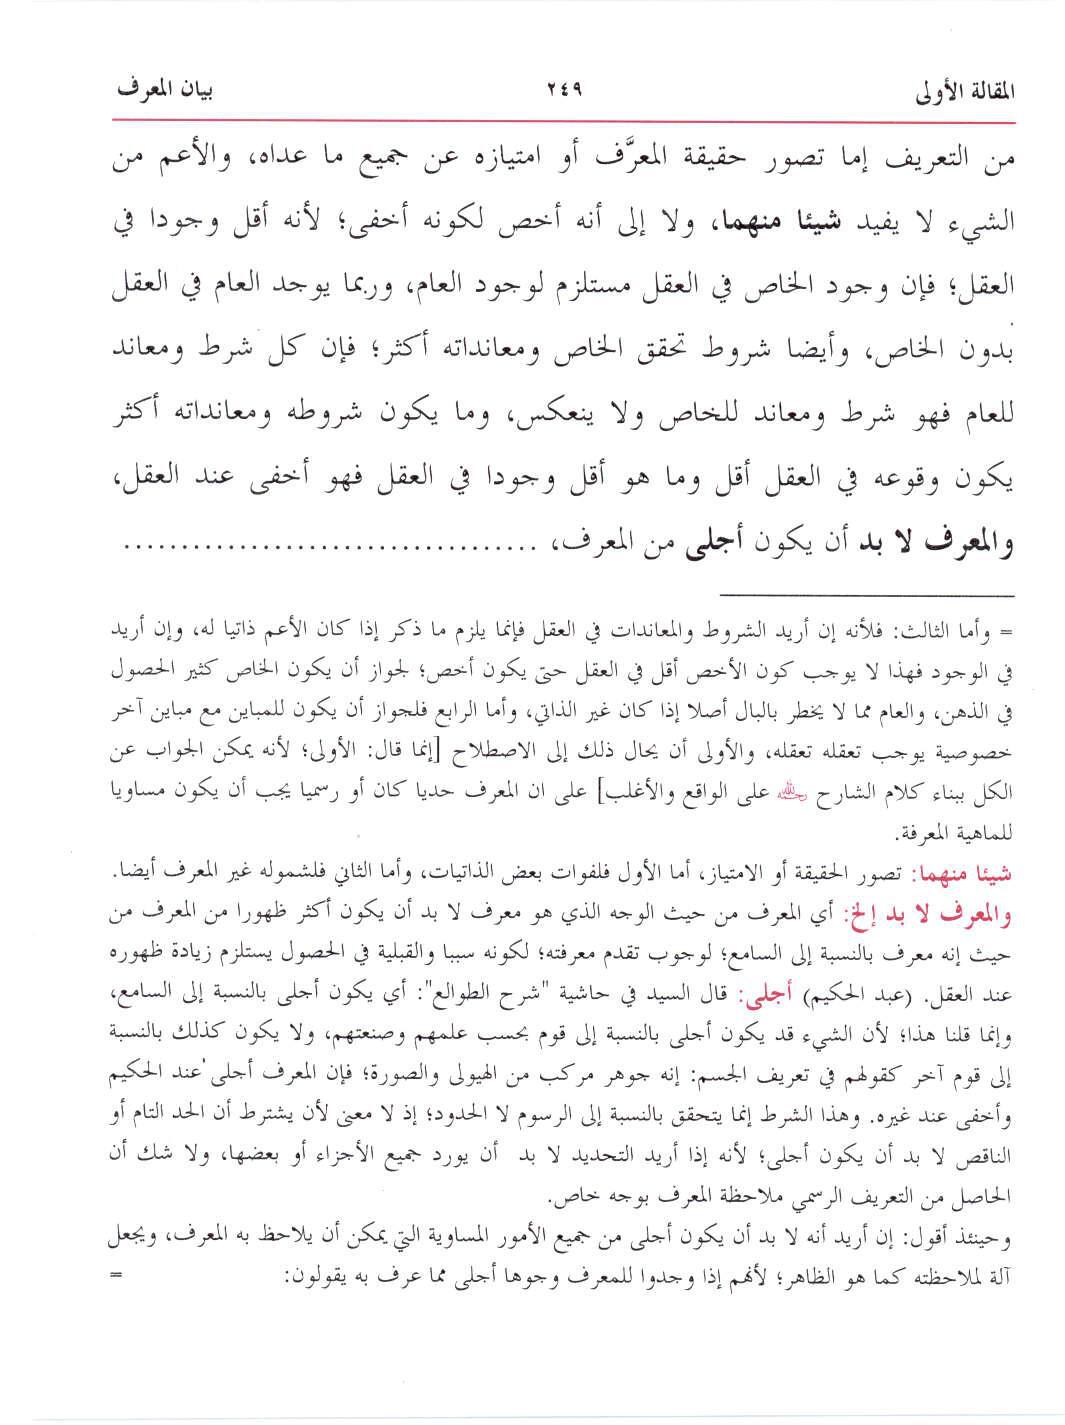 المقالة الأولى ٢٤٩ بيان المعرف
من التعريف إما تصور حقيقة المعرَّف أو امتيازه عن جميع ما عداه، والأعم من
الشيء لا يفيد شيئا منهما، ولا إلى أنه أخص لكونه أخفى؛ لأنه أقل وجودا في
العقل؛ فإن وجود الخاص في العقل مستلزم لوجود العام، وربما يوجد العام في العقل
بدون الخاص، وأيضا شروط تحقق الخاص ومعانداته أكثر؛ فإن كل شرط ومعاند
للعام فهو شرط ومعاند للخاص ولا ينعكس، وما يكون شروطه ومعانداته أكثر
يكون وقوعه في العقل أقل وما هو أقل وجودا في العقل فهو أخفى عند العقل،
والمعرف لا بد أن يكون أجلى من المعرف، ....................................
= وأما الثالث: فلأنه إن أريد الشروط والمعاندات في العقل فإنما يلزم ما ذكر إذا كان الأعم ذاتيا له، وإن أريد
في الوجود فهذا لا يوجب كون الأخص أقل في العقل حتى يكون أخص؛ لجواز أن يكون الخاص كثير الحصول
في الذهن، والعام مما لا يخطر بالبال أصلا إذا كان غير الذاتي، وأما الرابع فلجواز أن يكون للمباين مع مباين آخر
خصوصية يوجب تعقله تعقله، والأولى أن يحال ذلك إلى الاصطلاح [إنما قال: الأولى؛ لأنه يمكن الجواب عن
الكل ببناء كلام الشارح رحمه الله على الواقع والأغلب] على ان المعرف حديا كان أو رسميا يجب أن يكون مساويا
للماهية المعرفة.
شيئا منهما: تصور الحقيقة أو الامتياز، أما الأول فلفوات بعض الذاتيات، وأما الثاني فلشموله غير المعرف أيضا.
والمعرف لا بد إلخ: أي المعرف من حيث الوجه الذي هو معرف لا بد أن يكون أكثر ظهورا من المعرف من
حيث إنه معرف بالنسبة إلى السامع؛ لوجوب تقدم معرفته؛ لكونه سببا والقبلية في الحصول يستلزم زيادة ظهوره
عند العقل. (عبد الحكيم) أجلى: قال السيد في حاشية "شرح الطوالع": أي يكون أجلى بالنسبة إلى السامع،
وإنما قلنا هذا؛ لأن الشيء قد يكون أجلى بالنسبة إلى قوم بحسب علمهم وصنعتهم، ولا يكون كذلك بالنسبة
إلى قوم آخر كقولهم في تعريف الجسم: إنه جوهر مركب من الهيولى والصورة؛ فإن المعرف أجلى عند الحكيم
وأخفى عند غيره. وهذا الشرط إنما يتحقق بالنسبة إلى الرسوم لا الحدود؛ إذ لا معنى لأن يشترط أن الحد التام أو
الناقص لا بد أن يكون أجلى؛ لأنه إذا أريد التحديد لا بد أن يورد جميع الأجزاء أو بعضها، ولا شك أن
الحاصل من التعريف الرسمي ملاحظة المعرف بوجه خاص.
وحينئذ أقول: إن أريد أنه لا بد أن يكون أجلى من جميع الأمور المساوية التي يمكن أن يلاحظ به المعرف، ويجعل
آلة لملاحظته كما هو الظاهر؛ لأنهم إذا وجدوا للمعرف وجوها أجلى مما عرف به يقولون: =